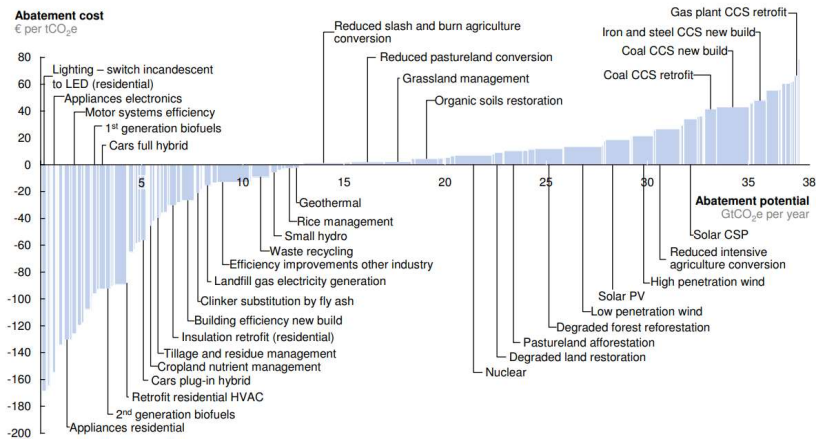 Abatement cost
€ per tCO₂e
Gas plant CCS retrofit
Reduced slash and burn agriculture
conversion
Iron and steel CCS new build
Coal CCS new build
Reduced pastureland conversion
Coal CCS retrofit
Lighting – switch incandescent
to LED (residential)
Grassland management
Appliances electronics
Organic soils restoration
Motor systems efficiency
1st generation biofuels
Cars full hybrid
80
60
40
20
0
-20
-40
-60
-80
-100
-120
-140
-160
-180
-200
5
10
15
20
25
30
35
38
Abatement potential
GtCO₂e per year
Geothermal
Rice management
Small hydro
Waste recycling
Efficiency improvements other industry
Landfill gas electricity generation
Clinker substitution by fly ash
Building efficiency new build
Insulation retrofit (residential)
Tillage and residue management
Cropland nutrient management
Cars plug-in hybrid
Retrofit residential HVAC
2nd generation biofuels
Appliances residential
Solar CSP
Reduced intensive
agriculture conversion
High penetration wind
Solar PV
Low penetration wind
Degraded forest reforestation
Pastureland afforestation
Degraded land restoration
Nuclear